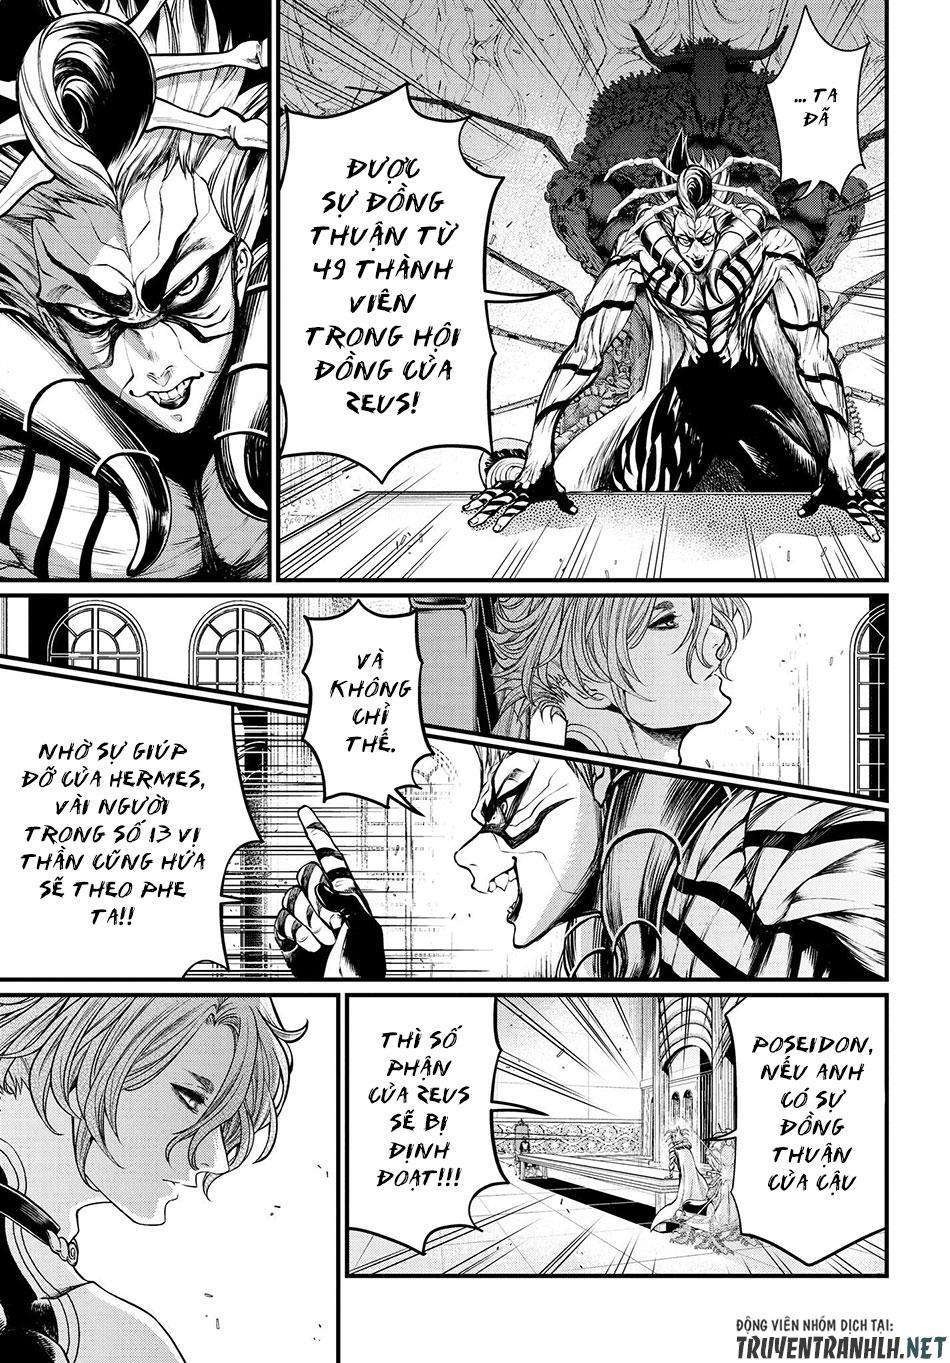 ... TA
ĐÃ
ĐƯỢC
SỰ ĐỒNG
THUẬN TỪ
49 THÀNH
VIÊN
TRONG HỘI
ĐỒNG CỦA
ZEUS!
VÀ
KHÔNG
CHỈ
THẾ.
NHỜ SỰ GIÚP
ĐỠ CỦA HERMES,
VÀI NGƯỜI
TRONG SỐ 13 VỊ
THẦN CŨNG HỨA
SẼ THEO PHE
TA!!
POSEIDON,
NẾU ANH
CÓ SỰ
ĐỒNG
THUẬN
CỦA CẬU
THÌ SỐ
PHẬN
CỦA ZEUS
SẼ BỊ
ĐỊNH
ĐOẠT!!!
ĐỘNG VIÊN NHÓM DỊCH TẠI:
TRUYENTRANHLH.NET